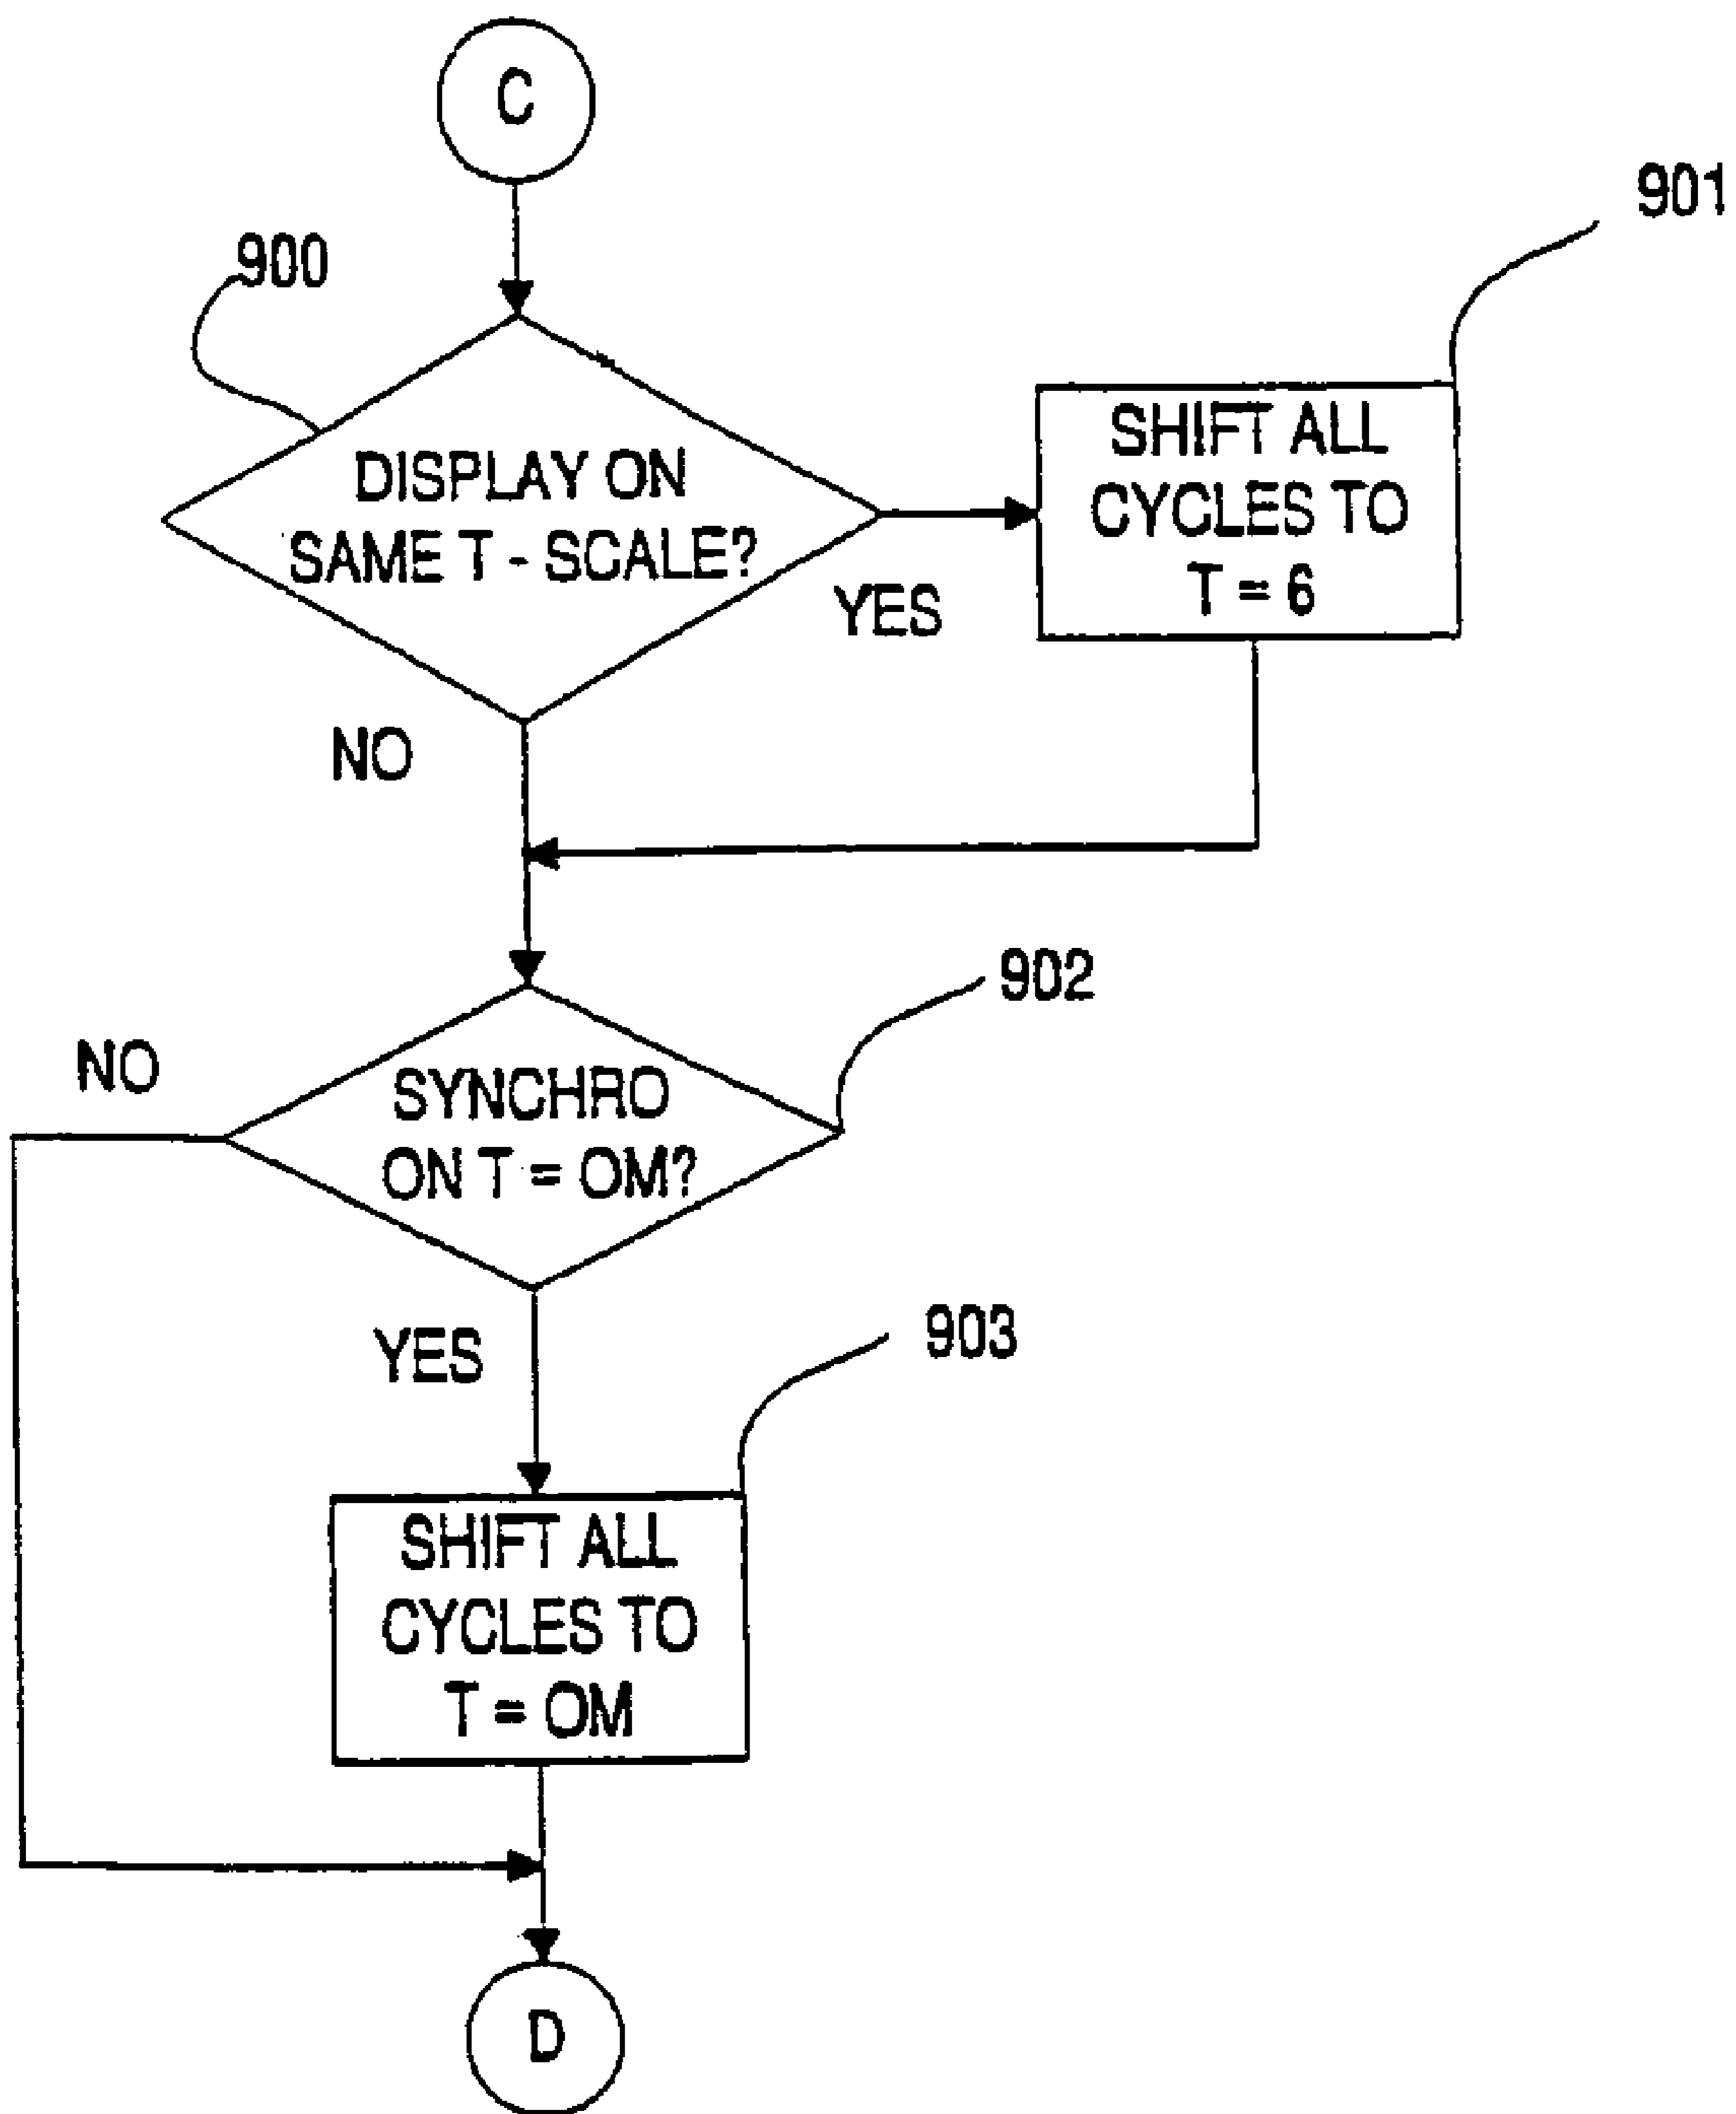 C
901
900
SHIFT ALL
CYCLES TO
T = 6
DISPLAY ON
SAME T - SCALE?
YES
NO
902
NO
SYNCHRO
ON T = OM?
YES
903
SHIFT ALL
CYCLES TO
T = OM
D